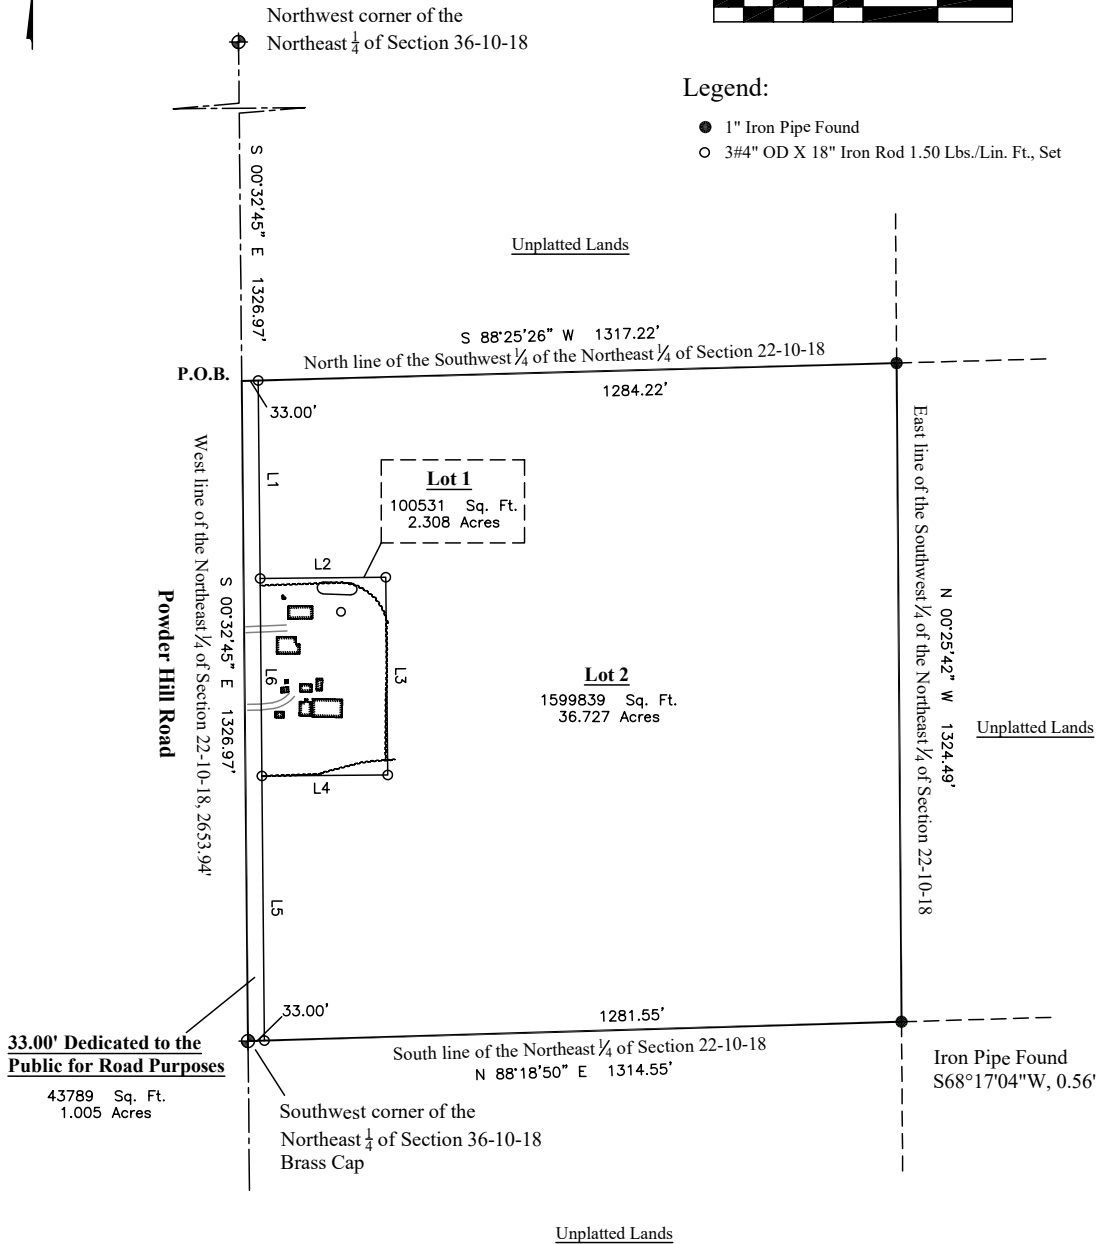 Northwest corner of the
Northeast 1/4 of Section 36-10-18
Legend:
1" Iron Pipe Found
3#4" OD X 18" Iron Rod 1.50 Lbs./Lin. Ft., Set
S 00°32'45" E 1326.97'
Unplatted Lands
S 88°25'26" W 1317.22'
North line of the Southwest 1/4 of the Northeast 1/4 of Section 22-10-18
P.O.B.
1284.22'
33.00'
L1
Lot 1
100531 Sq. Ft.
2.308 Acres
L2
West line of the Northeast 1/4 of Section 22-10-18, 2653.94'
S 00°32'45" E 1326.97'
Powder Hill Road
L6
L3
Lot 2
1599839 Sq. Ft.
36.727 Acres
East line of the Southwest 1/4 of the Northeast 1/4 of Section 22-10-18
N 00°25'42" W 1324.49'
Unplatted Lands
L4
L5
33.00'
1281.55'
33.00' Dedicated to the
Public for Road Purposes
43789 Sq. Ft.
1.005 Acres
South line of the Northeast 1/4 of Section 22-10-18
N 88°18'50" E 1314.55'
Iron Pipe Found
S68°17'04"W, 0.56'
Southwest corner of the
Northeast 1/4 of Section 36-10-18
Brass Cap
Unplatted Lands